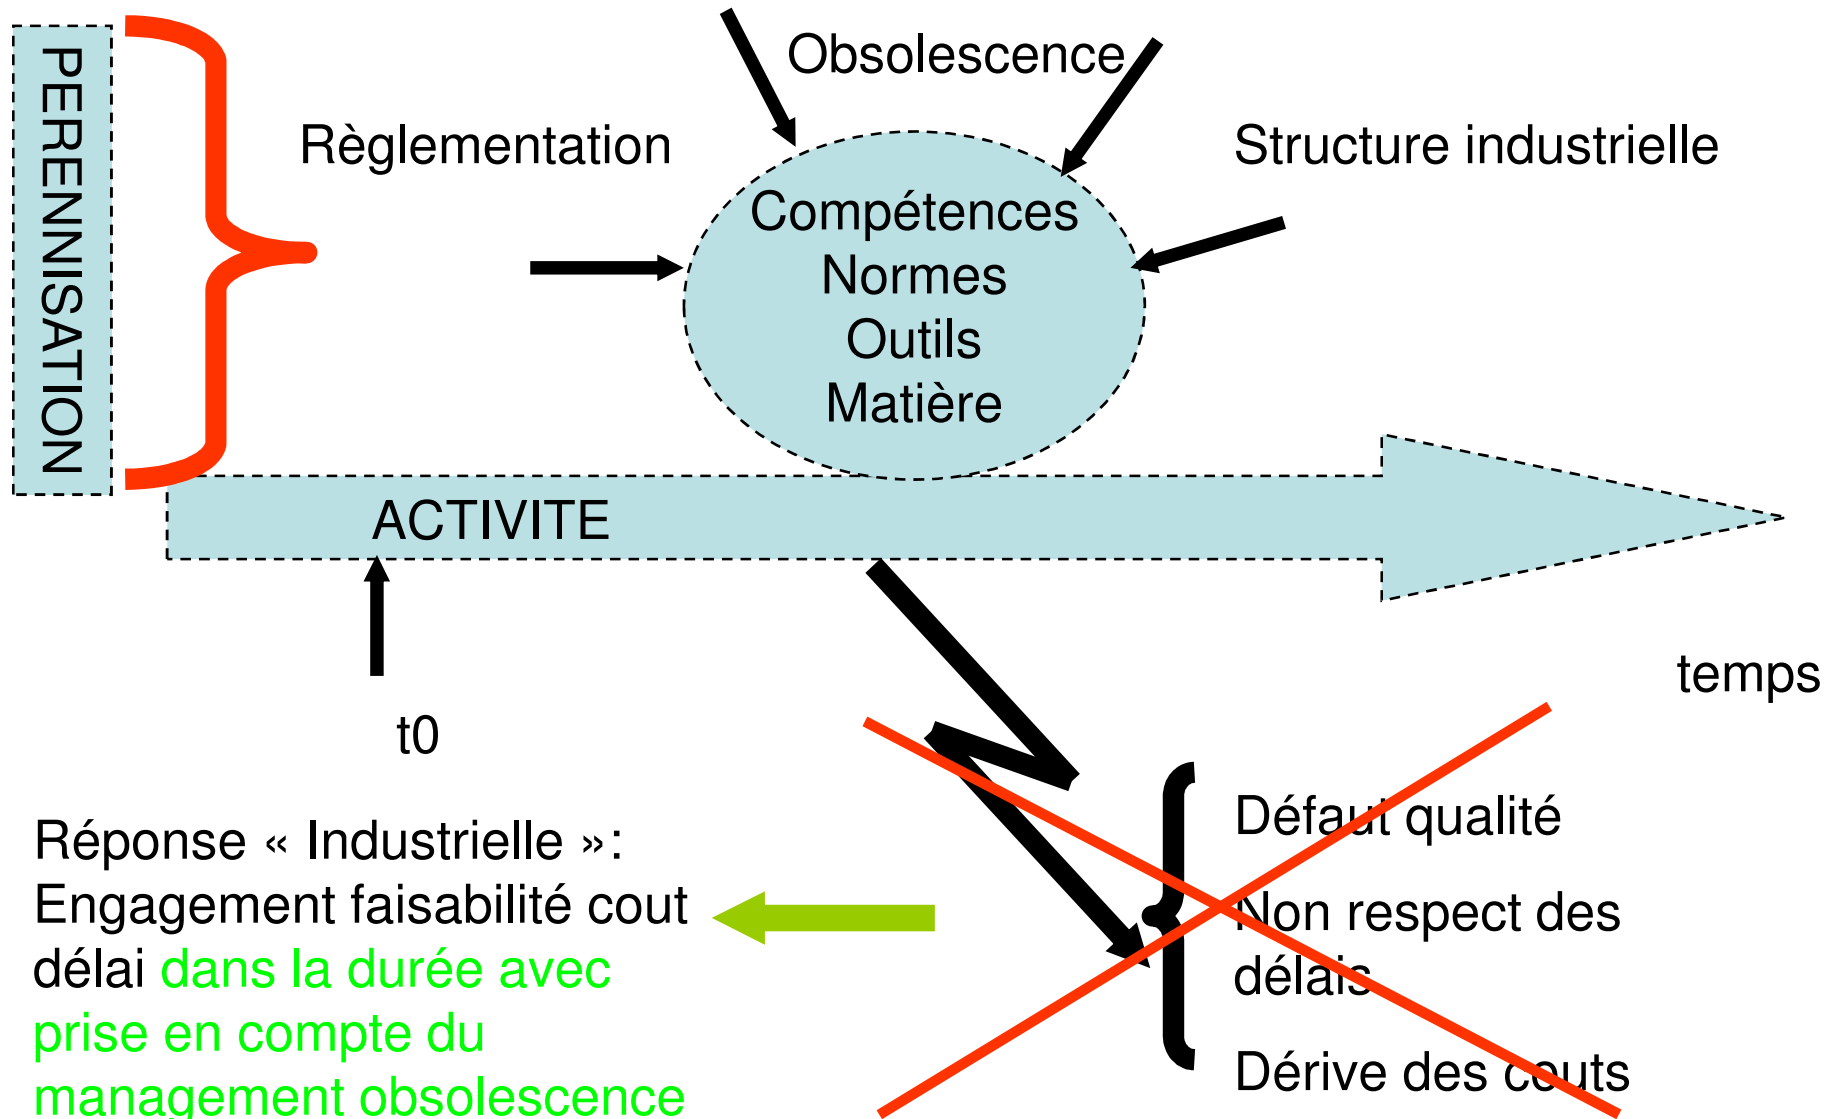 PERENNISATION
Obsolescence
Règlementation
Structure industrielle
Compétences
Normes
Outils
Matière
ACTIVITE
temps
t0
Réponse « Industrielle »:
Engagement faisabilité cout
délai dans la durée avec
prise en compte du
management obsolescence
Défaut qualité
Non respect des
délais
Dérive des couts